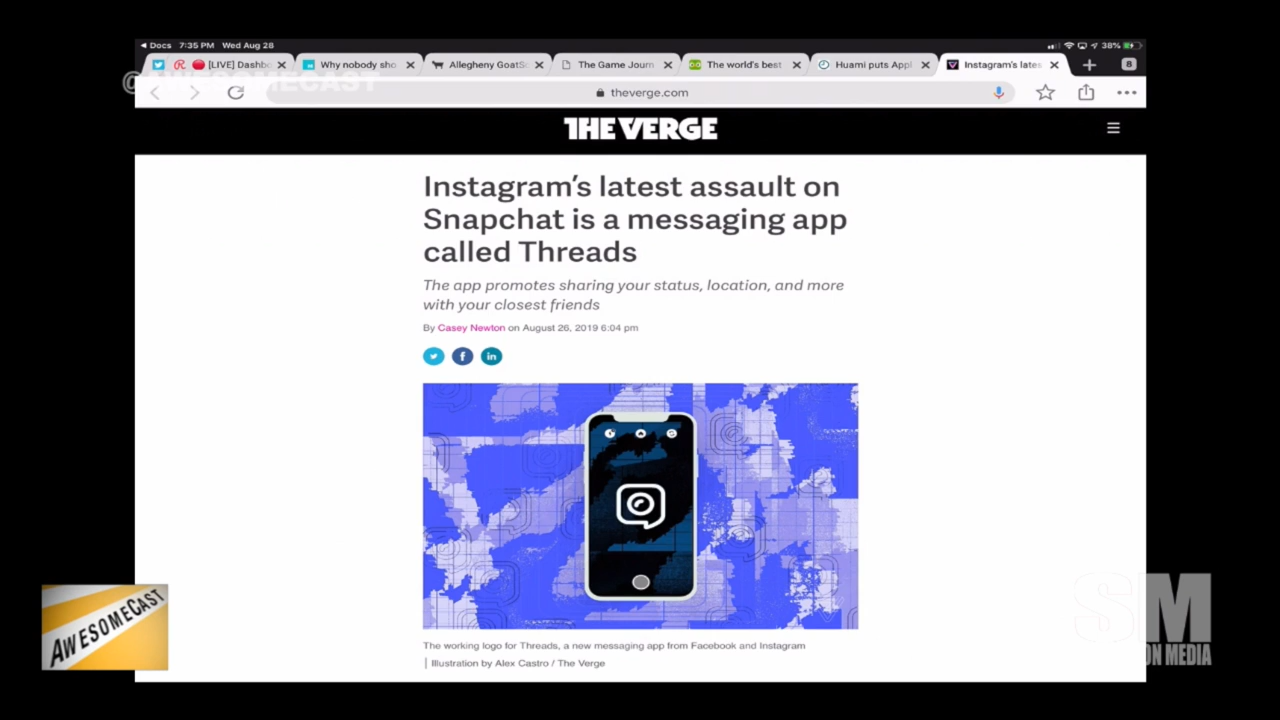 Docs 7:35 PM Wed Aug 28
38%
[LIVE] Dashbo
Why nobody sho
Allegheny GoatSc
The Game Journ
The world's best
Huami puts Appl
Instagram's lates
8
@AWESOMECAST
theverge.com
THE VERGE
Instagram's latest assault on
Snapchat is a messaging app
called Threads
The app promotes sharing your status, location, and more
with your closest friends
By Casey Newton on August 26, 2019 6:04 pm
The working logo for Threads, a new messaging app from Facebook and Instagram
Illustration by Alex Castro / The Verge
AWESOMECAST
SM
ON MEDIA